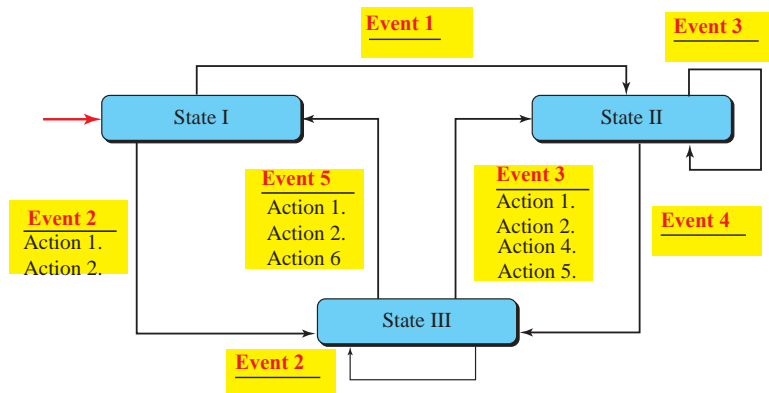 Event 1
Event 3
State I
State II
Event 5
Action 1.
Action 2.
Action 6
Event 3
Action 1.
Action 2.
Action 4.
Action 5.
Event 2
Action 1.
Action 2.
Event 4
State III
Event 2